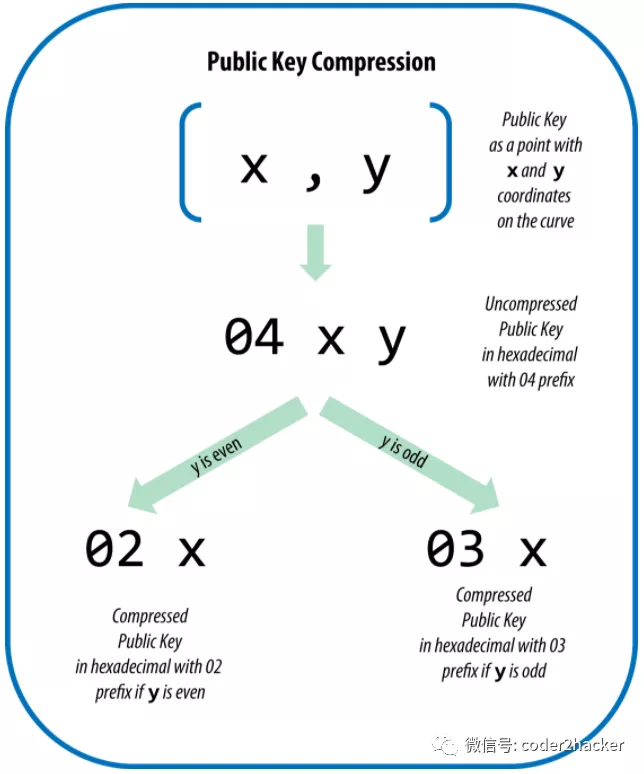 Public Key Compression
x , y
Public Key
as a point with
x and y
coordinates
on the curve
04 x y
Uncompressed
Public Key
in hexadecimal
with 04 prefix
y is even
y is odd
02 x
03 x
Compressed
Public Key
in hexadecimal with 02
prefix if y is even
Compressed
Public Key
in hexadecimal with 03
prefix if y is odd
微信号: coder2hacker